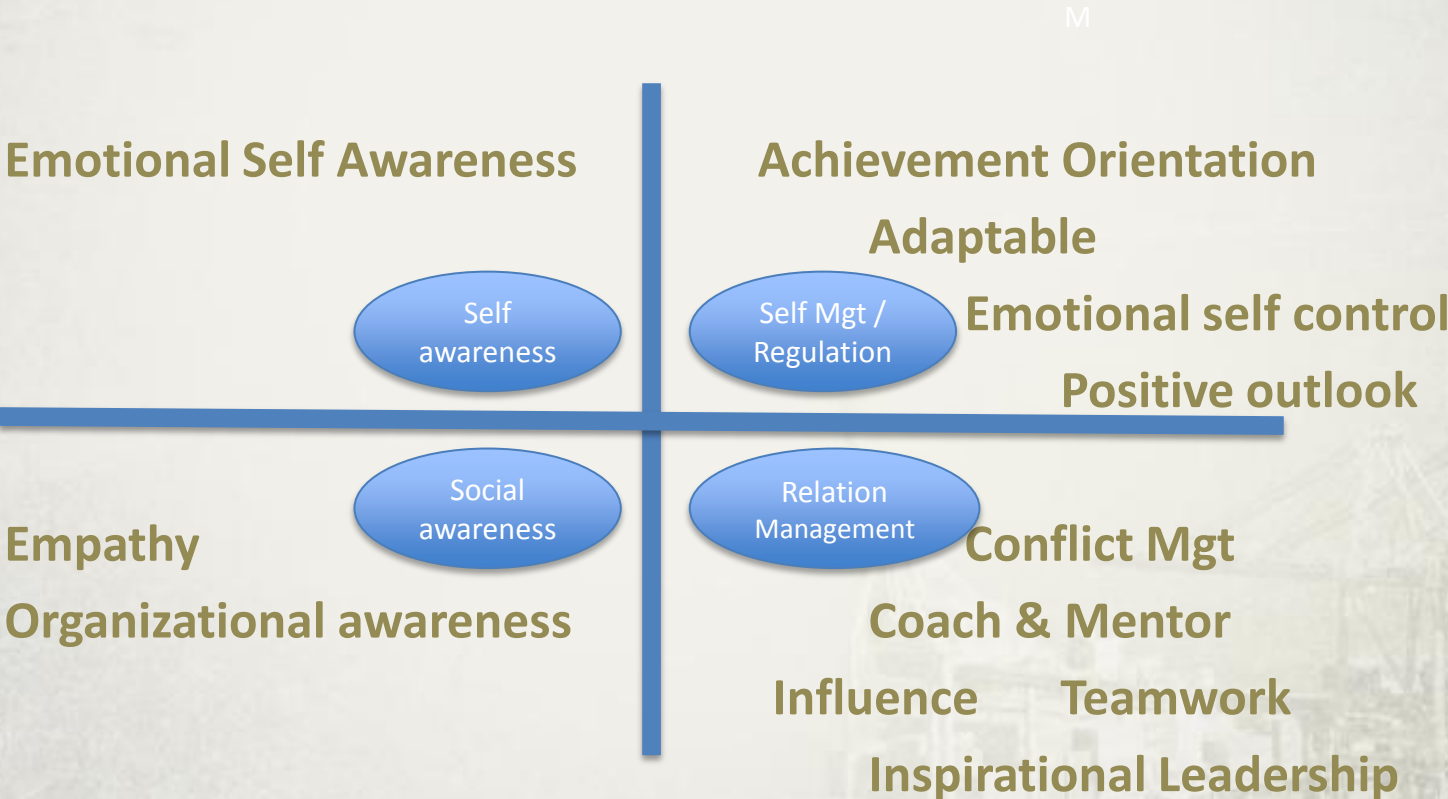 M
Emotional Self Awareness
Achievement Orientation
Adaptable
Self
awareness
Self Mgt /
Regulation
Emotional self control
Positive outlook
Social
awareness
Relation
Management
Empathy
Organizational awareness
Conflict Mgt
Coach & Mentor
Influence Teamwork
Inspirational Leadership